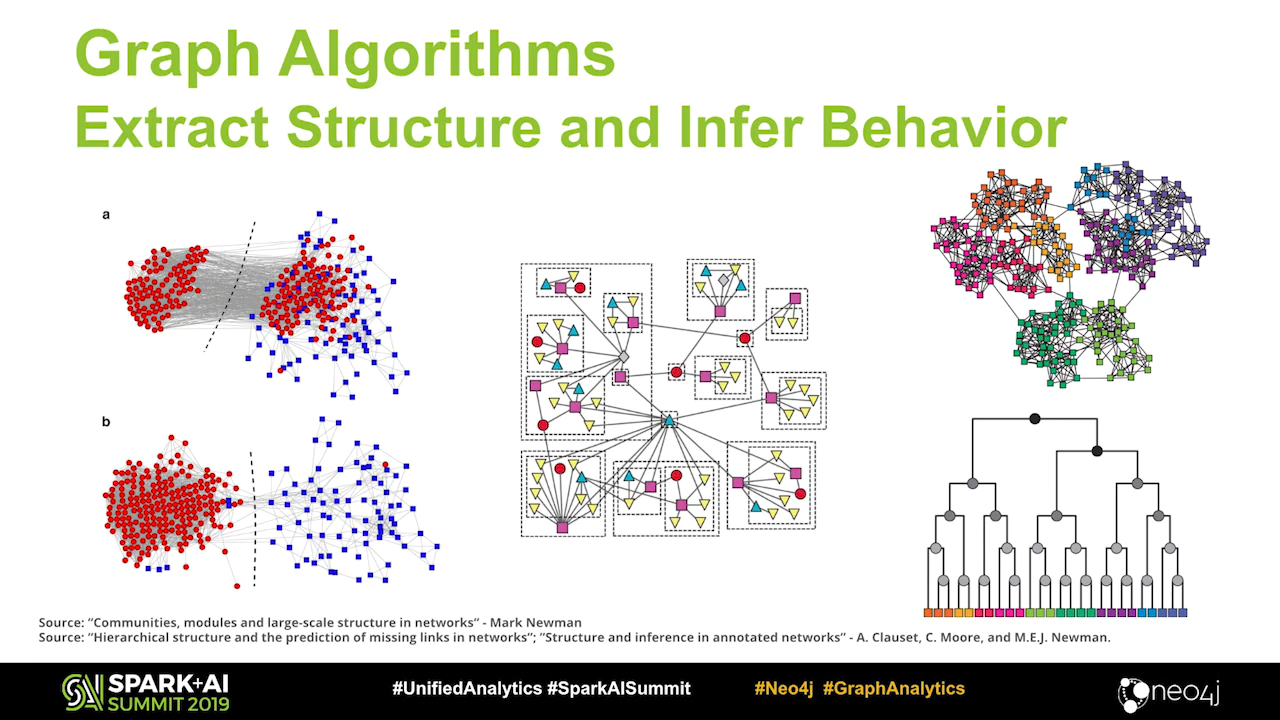 Graph Algorithms
Extract Structure and Infer Behavior
a
b
Source: “Communities, modules and large-scale structure in networks” - Mark Newman
Source: “Hierarchical structure and the prediction of missing links in networks”; ”Structure and inference in annotated networks” - A. Clauset, C. Moore, and M.E.J. Newman.
SAI SPARK+AI
SUMMIT 2019
#UnifiedAnalytics #SparkAISummit
#Neo4j #GraphAnalytics
neo4j